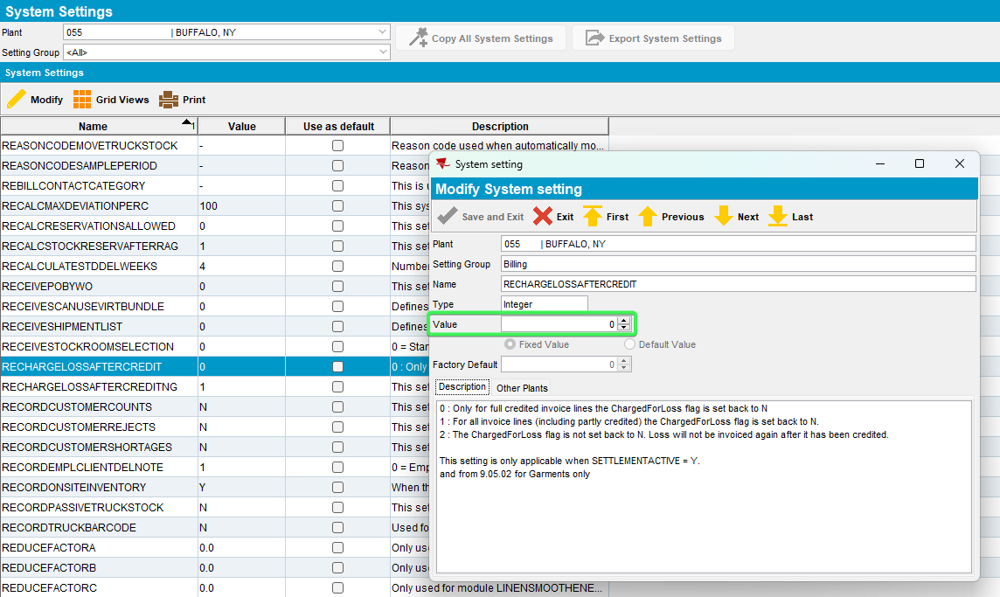 System Settings
Plant 055 | BUFFALO, NY
Copy All System Settings Export System Settings
Setting Group <All>
System Settings
Modify Grid Views Print
Name 1 Value Use as default Description
REASONCODEMOVETRUCKSTOCK - Reason code used when automatically mo...
REASONCODESAMPLEPERIOD - Reason
REBILLCONTACTCATEGORY - This is
RECALCMAXDEVIATIONPERC 100 This sys
RECALCRESERVATIONSALLOWED 0 This set
RECALCSTOCKRESERVAFTERRAG 1 This set
RECALCULATESTDDELWEEKS 4 Number
RECEIVEPOBYWO 0 This set
RECEIVESCANUSEVIRTBUNDLE 0 Defines
RECEIVESHIPMENTLIST 0 Defines
RECEIVESTOCKROOMSELECTION 0 0 = Stan
RECHARGELOSSAFTERCREDIT 0 0 : Only
RECHARGELOSSAFTERCREDITNG 1 This set
RECORDCUSTOMERCOUNTS N This set
RECORDCUSTOMERREJECTS N This set
RECORDCUSTOMERSHORTAGES N This set
RECORDEMPLCLIENTDELNOTE 1 0 = Emp
RECORDONSITEINVENTORY Y When th
RECORDPASSIVETRUCKSTOCK N This set
RECORDTRUCKBARCODE N Used fo
REDUCEFACTORA 0.0 Only us
REDUCEFACTORB 0.0 Only us
REDUCEFACTORC 0.0 Only used for module LINENSMOOTHENE...
System setting
Modify System setting
Save and Exit Exit First Previous Next Last
Plant 055 | BUFFALO, NY
Setting Group Billing
Name RECHARGELOSSAFTERCREDIT
Type Integer
Value 0
Fixed Value Default Value
Factory Default 0
Description Other Plants
0 : Only for full credited invoice lines the ChargedForLoss flag is set back to N
1 : For all invoice lines (including partly credited) the ChargedForLoss flag is set back to N.
2 : The ChargedForLoss flag is not set back to N. Loss will not be invoiced again after it has been credited.
This setting is only applicable when SETTLEMENTACTIVE = Y.
and from 9.05.02 for Garments only